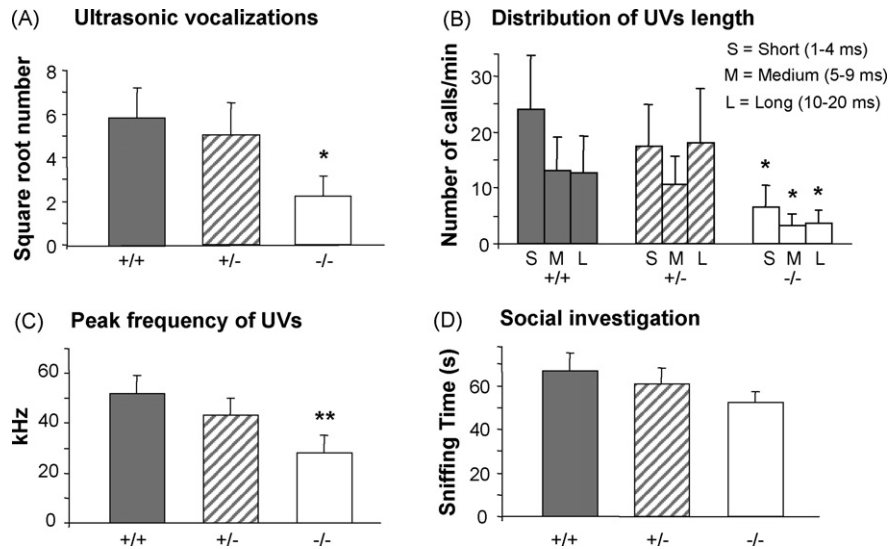 (A) Ultrasonic vocalizations
Square root number
8
6
4
2
0
*
+/+ +/- -/-
(B) Distribution of UVs length
Number of calls/min
30
20
10
0
S = Short (1-4 ms)
M = Medium (5-9 ms)
L = Long (10-20 ms)
* * *
S M L S M L S M L
+/+ +/- -/-
(C) Peak frequency of UVs
kHz
60
40
20
0
**
+/+ +/- -/-
(D) Social investigation
Sniffing Time (s)
60
40
20
0
+/+ +/- -/-